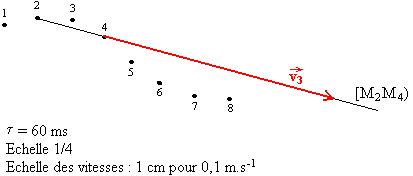 1 2 3 4 5 6 7 8
v₃
[M₂M₄)
τ = 60 ms
Echelle 1/4
Echelle des vitesses : 1 cm pour 0,1 m.s⁻¹